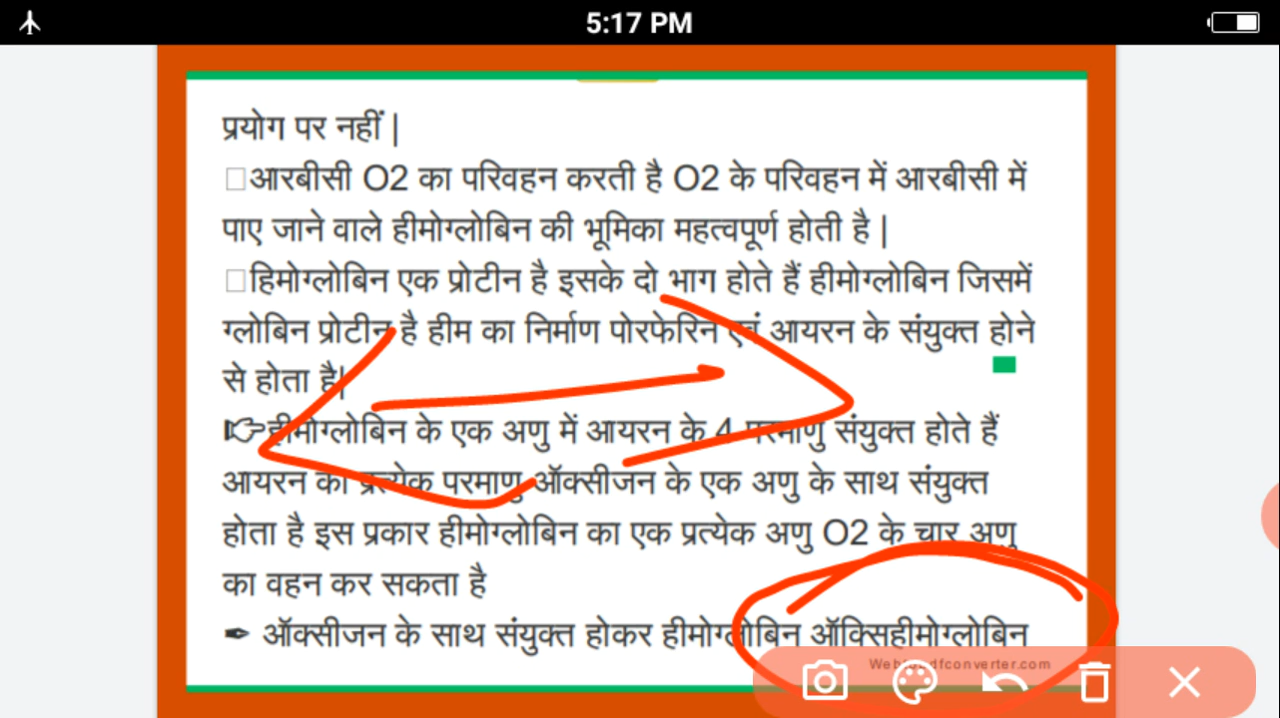 5:17 PM
प्रयोग पर नहीं |
आरबीसी O2 का परिवहन करती है O2 के परिवहन में आरबीसी में
पाए जाने वाले हीमोग्लोबिन की भूमिका महत्वपूर्ण होती है |
हिमोग्लोबिन एक प्रोटीन है इसके दो भाग होते हैं हीमोग्लोबिन जिसमें
ग्लोबिन प्रोटीन है हीम का निर्माण पोरफेरिन एवं आयरन के संयुक्त होने
से होता है|
हीमोग्लोबिन के एक अणु में आयरन के 4 परमाणु संयुक्त होते हैं
आयरन का प्रत्येक परमाणु ऑक्सीजन के एक अणु के साथ संयुक्त
होता है इस प्रकार हीमोग्लोबिन का एक प्रत्येक अणु O2 के चार अणु
का वहन कर सकता है
ऑक्सीजन के साथ संयुक्त होकर हीमोग्लोबिन ऑक्सिहीमोग्लोबिन